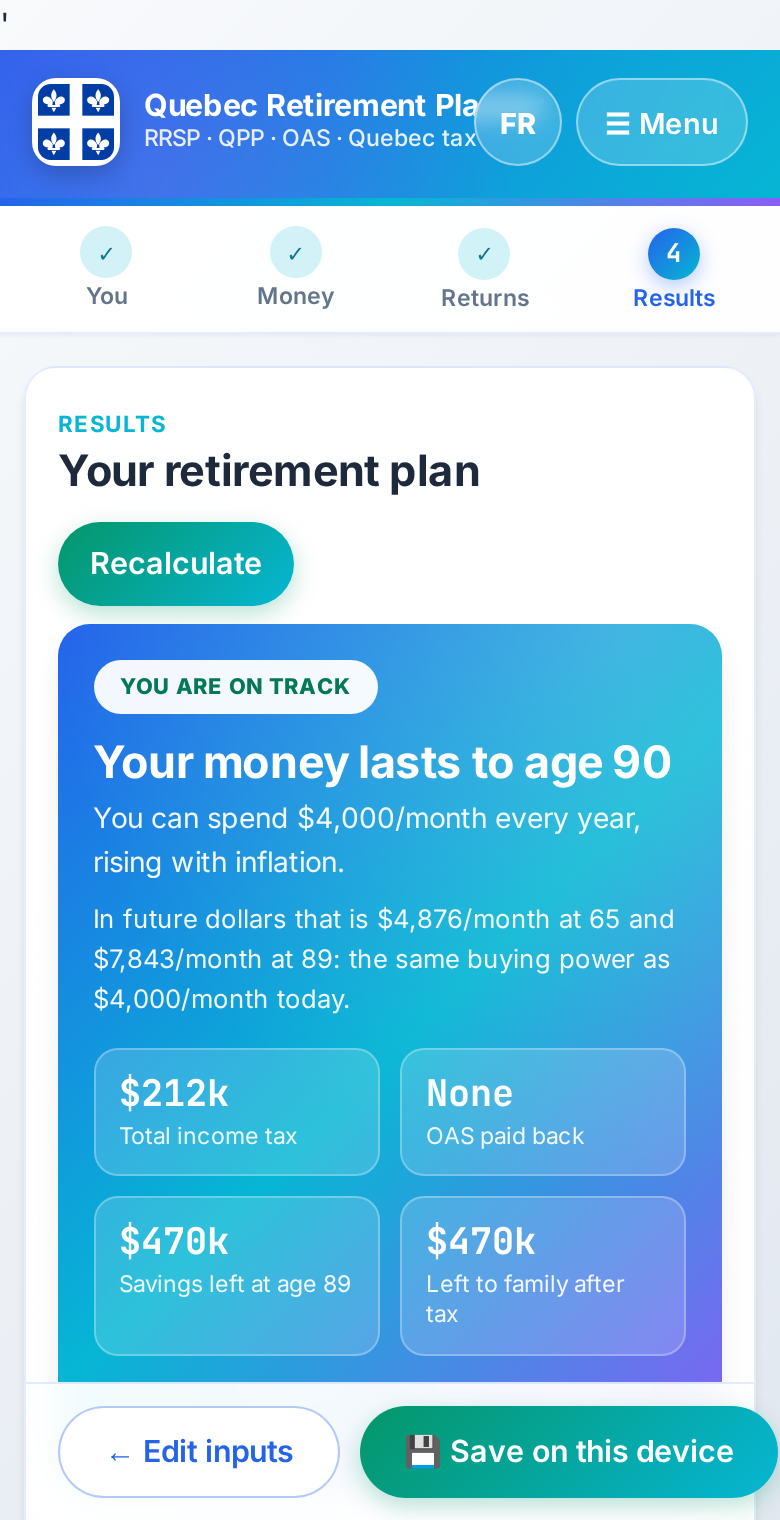 '
Quebec Retirement Pla
RRSP · QPP · OAS · Quebec tax
FR
☰ Menu
✓
You
✓
Money
✓
Returns
4
Results
RESULTS
Your retirement plan
Recalculate
YOU ARE ON TRACK
Your money lasts to age 90
You can spend $4,000/month every year,
rising with inflation.
In future dollars that is $4,876/month at 65 and
$7,843/month at 89: the same buying power as
$4,000/month today.
$212k
Total income tax
None
OAS paid back
$470k
Savings left at age 89
$470k
Left to family after
tax
← Edit inputs
💾 Save on this device